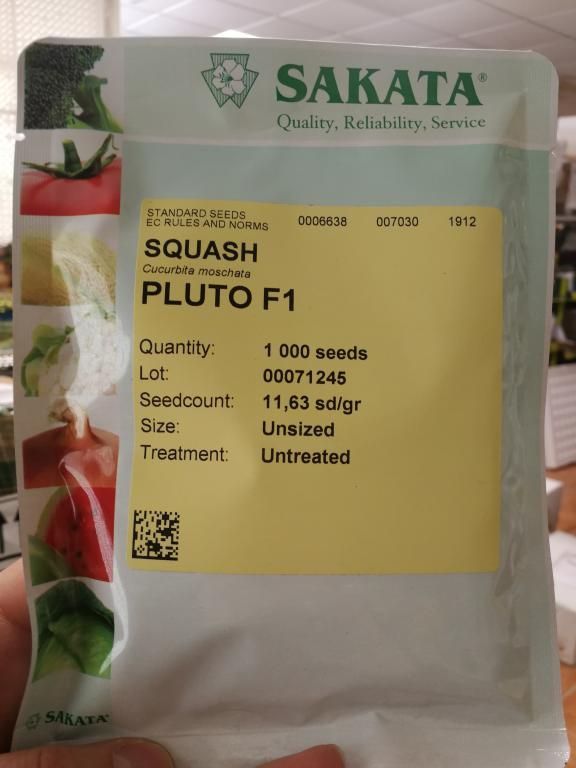 SAKATA®
Quality, Reliability, Service
STANDARD SEEDS
EC RULES AND NORMS 0006638 007030 1912
SQUASH
Cucurbita moschata
PLUTO F1
Quantity: 1 000 seeds
Lot: 00071245
Seedcount: 11,63 sd/gr
Size: Unsized
Treatment: Untreated
SAKATA®